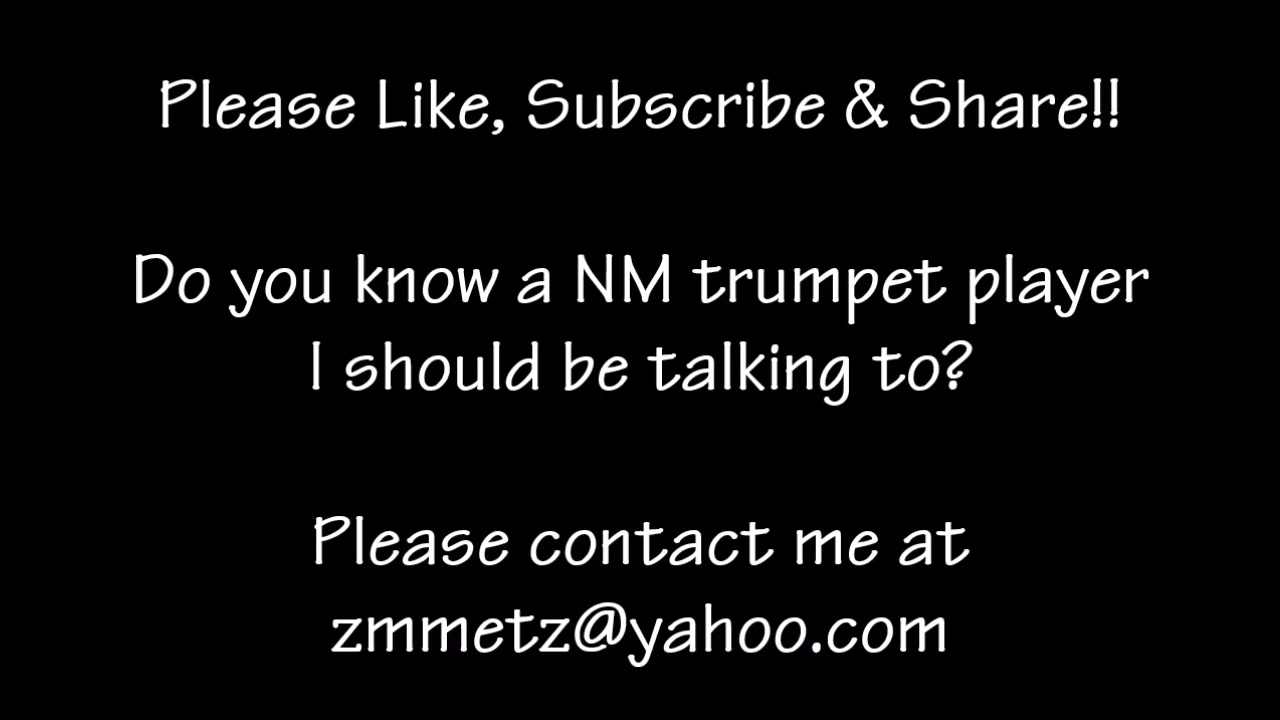 Please Like, Subscribe & Share!!
Do you know a NM trumpet player
I should be talking to?
Please contact me at
zmmetz@yahoo.com